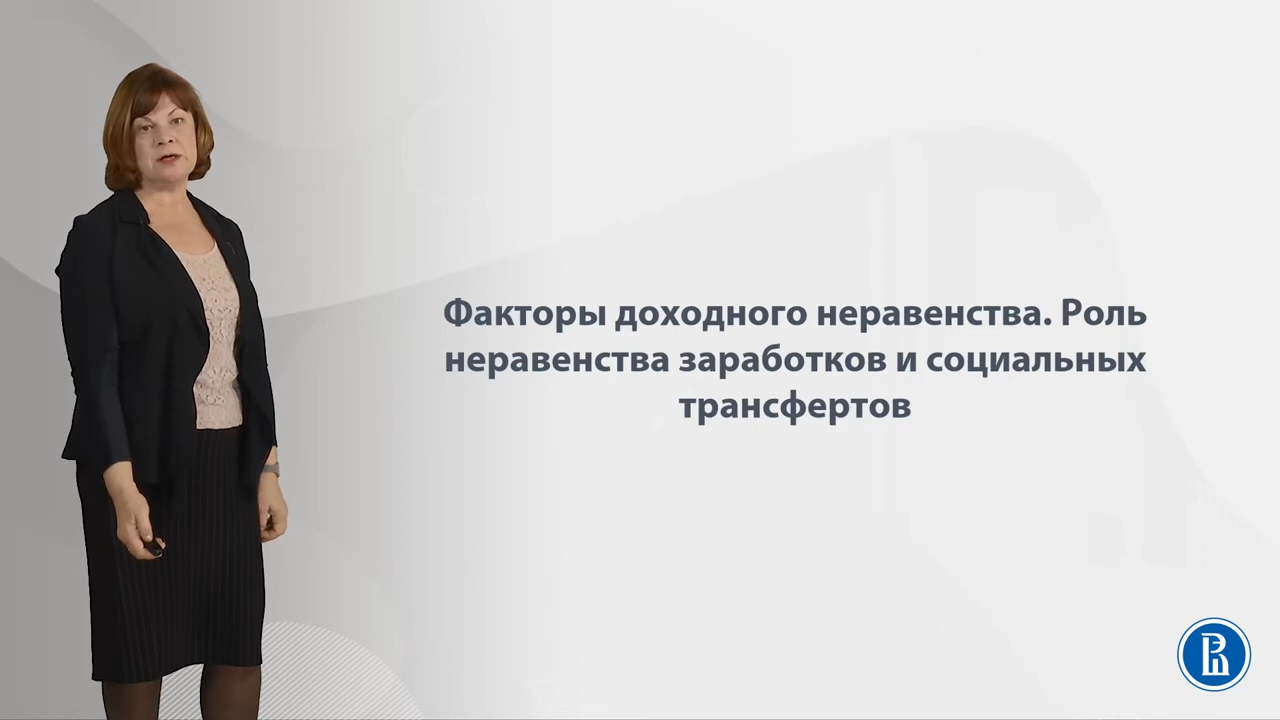 Факторы доходного неравенства. Роль
неравенства заработков и социальных
трансфертов